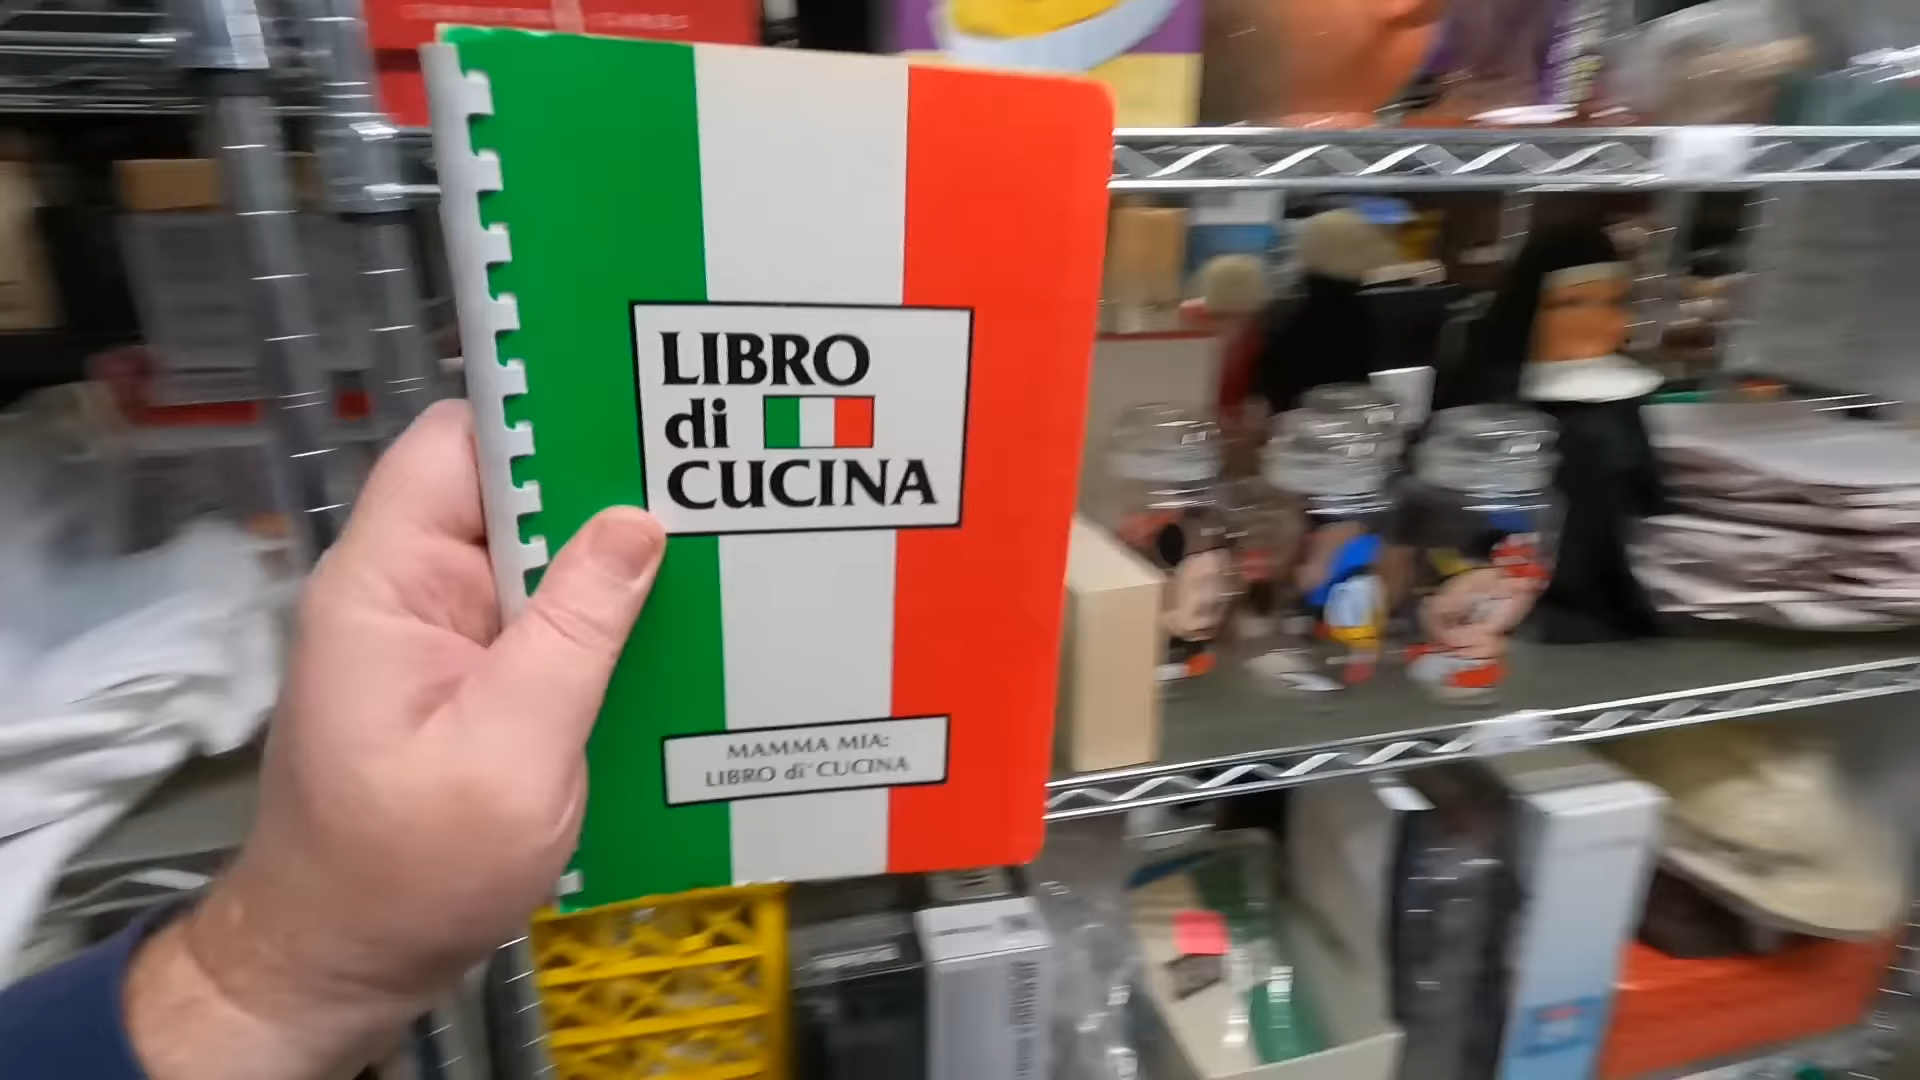 LIBRO
di
CUCINA
MAMMA MIA:
LIBRO di' CUCINA